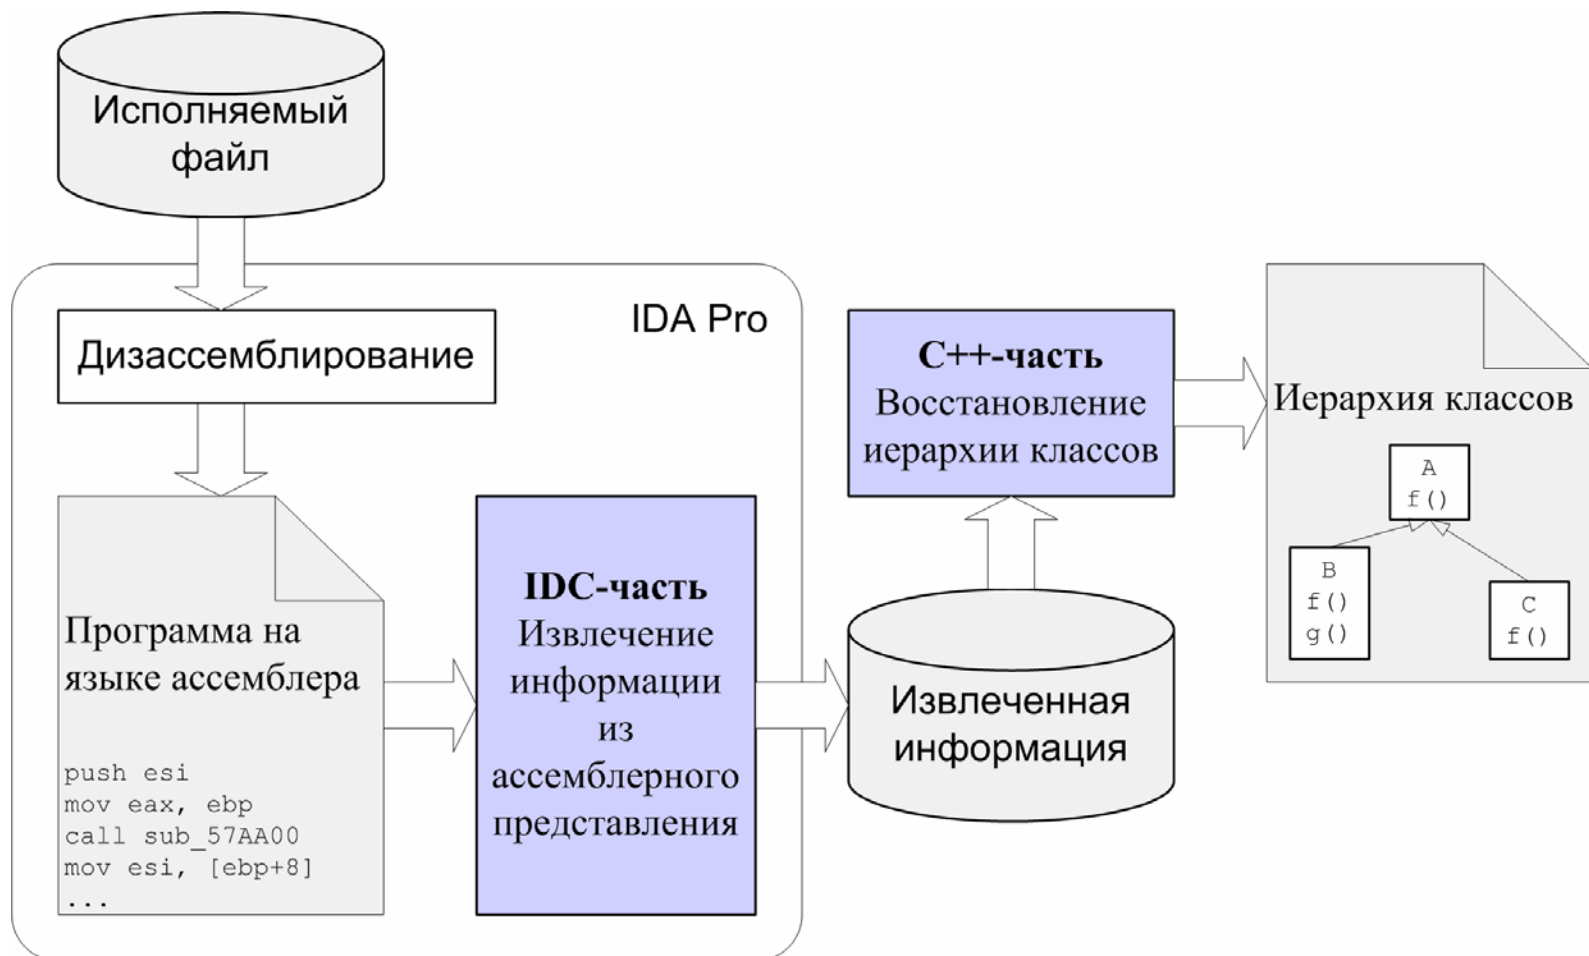 Исполняемый
файл
IDA Pro
Дизассемблирование
Программа на
языке ассемблера
push esi
mov eax, ebp
call sub_57AA00
mov esi, [ebp+8]
...
IDC-часть
Извлечение
информации
из
ассемблерного
представления
Извлеченная
информация
C++-часть
Восстановление
иерархии классов
Иерархия классов
A
f()
B
f()
g()
C
f()